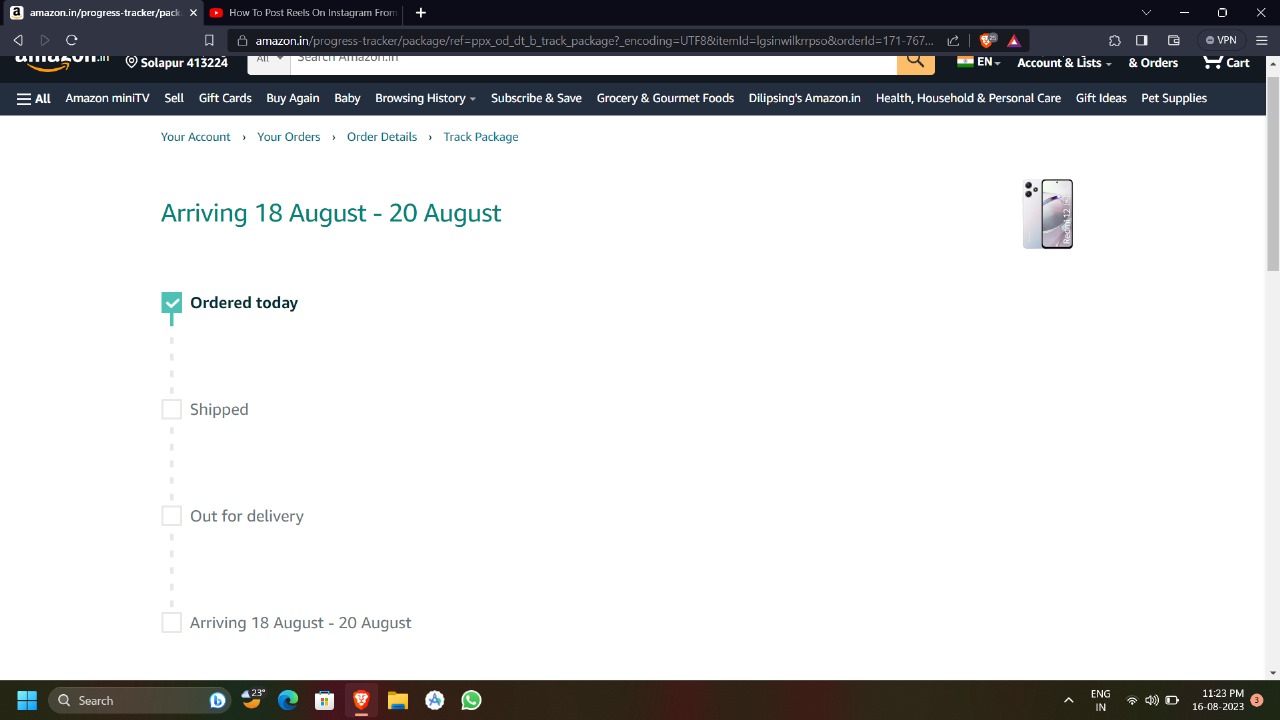 amazon.in/progress-tracker/pack
How To Post Reels On Instagram From
amazon.in/progress-tracker/package/ref=ppx_od_dt_b_track_package?_encoding=UTF8&itemId=lgsinwilkrrpso&orderId=171-767...
25
VPN
amazon.in
Solapur 413224
All
Search Amazon.in
EN
Account & Lists
& Orders
Cart
All
Amazon miniTV
Sell
Gift Cards
Buy Again
Baby
Browsing History
Subscribe & Save
Grocery & Gourmet Foods
Dilipsing's Amazon.in
Health, Household & Personal Care
Gift Ideas
Pet Supplies
Your Account › Your Orders › Order Details › Track Package
Arriving 18 August - 20 August
Redmi 12
Ordered today
Shipped
Out for delivery
Arriving 18 August - 20 August
Search
23°
ENG
IN
11:23 PM
16-08-2023
3